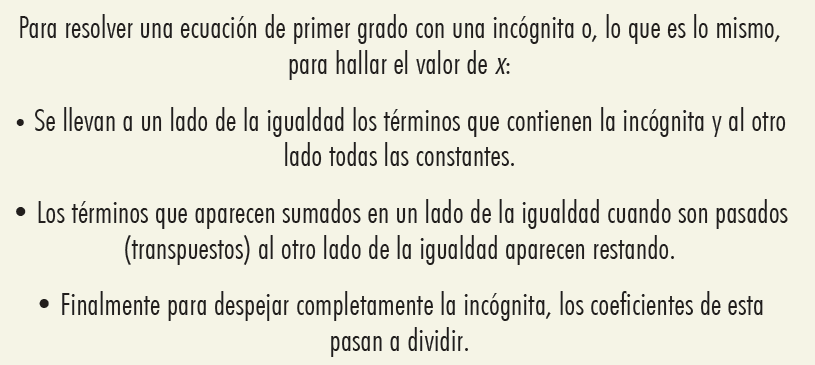 Para resolver una ecuación de primer grado con una incógnita o, lo que es lo mismo,
para hallar el valor de x:
• Se llevan a un lado de la igualdad los términos que contienen la incógnita y al otro
lado todas las constantes.
• Los términos que aparecen sumados en un lado de la igualdad cuando son pasados
(transpuestos) al otro lado de la igualdad aparecen restando.
• Finalmente para despejar completamente la incógnita, los coeficientes de esta
pasan a dividir.